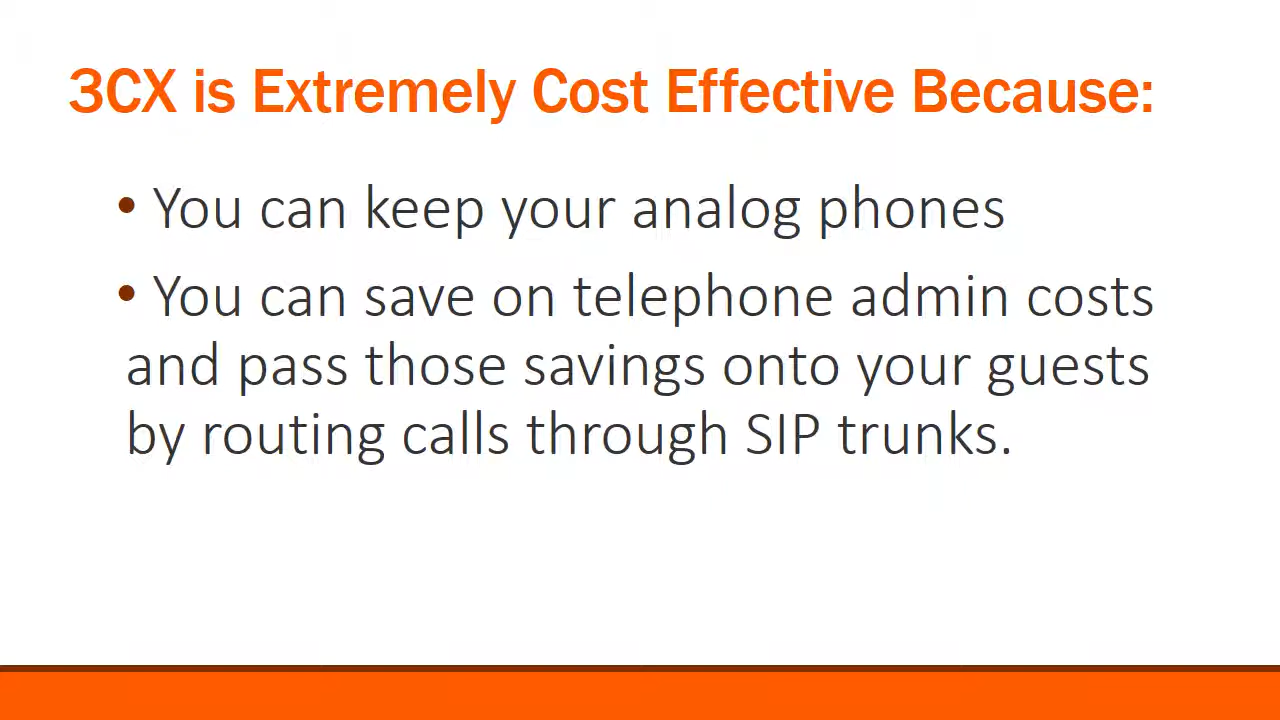 3CX is Extremely Cost Effective Because:
• You can keep your analog phones
• You can save on telephone admin costs
and pass those savings onto your guests
by routing calls through SIP trunks.